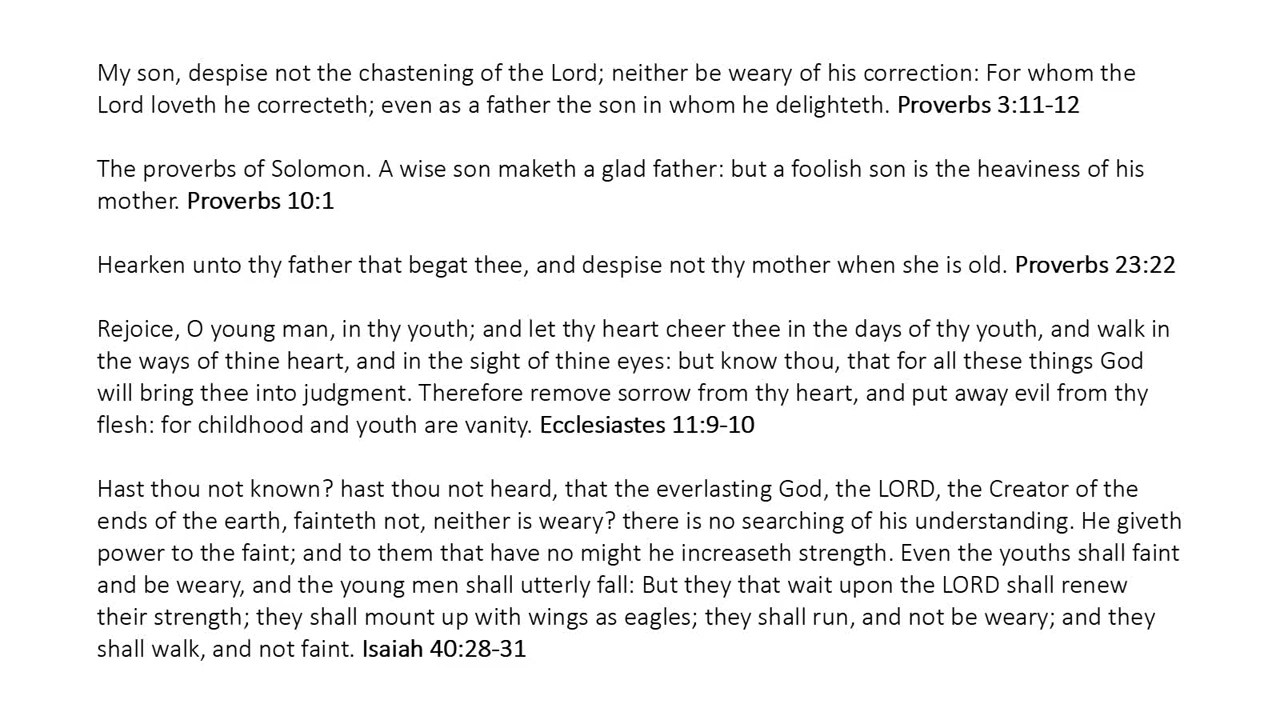 My son, despise not the chastening of the Lord; neither be weary of his correction: For whom the
Lord loveth he correcteth; even as a father the son in whom he delighteth. Proverbs 3:11-12
The proverbs of Solomon. A wise son maketh a glad father: but a foolish son is the heaviness of his
mother. Proverbs 10:1
Hearken unto thy father that begat thee, and despise not thy mother when she is old. Proverbs 23:22
Rejoice, O young man, in thy youth; and let thy heart cheer thee in the days of thy youth, and walk in
the ways of thine heart, and in the sight of thine eyes: but know thou, that for all these things God
will bring thee into judgment. Therefore remove sorrow from thy heart, and put away evil from thy
flesh: for childhood and youth are vanity. Ecclesiastes 11:9-10
Hast thou not known? hast thou not heard, that the everlasting God, the LORD, the Creator of the
ends of the earth, fainteth not, neither is weary? there is no searching of his understanding. He giveth
power to the faint; and to them that have no might he increaseth strength. Even the youths shall faint
and be weary, and the young men shall utterly fall: But they that wait upon the LORD shall renew
their strength; they shall mount up with wings as eagles; they shall run, and not be weary; and they
shall walk, and not faint. Isaiah 40:28-31